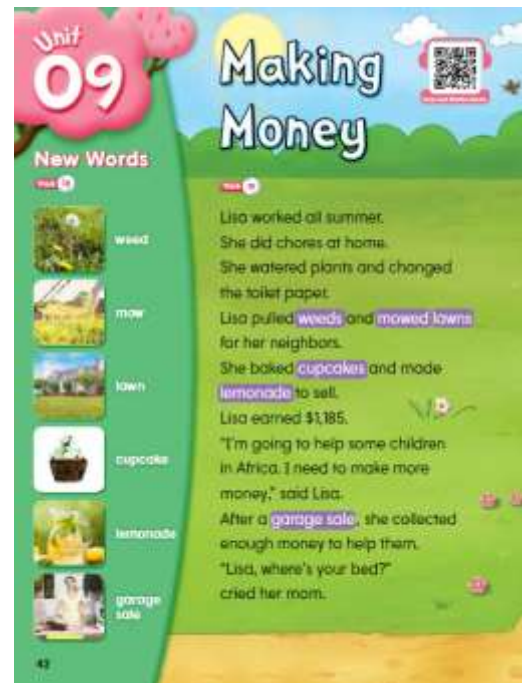 Unit
09
Making
Money
New Words
weed
mow
lawn
cupcake
lemonade
garage
sale
Lisa worked all summer.
She did chores at home.
She watered plants and changed
the toilet paper.
Lisa pulled weeds and mowed lawns
for her neighbors.
She baked cupcakes and made
lemonade to sell.
Lisa earned $1,185.
"I'm going to help some children
in Africa. I need to make more
money," said Lisa.
After a garage sale, she collected
enough money to help them.
"Lisa, where's your bed?"
cried her mom.
42